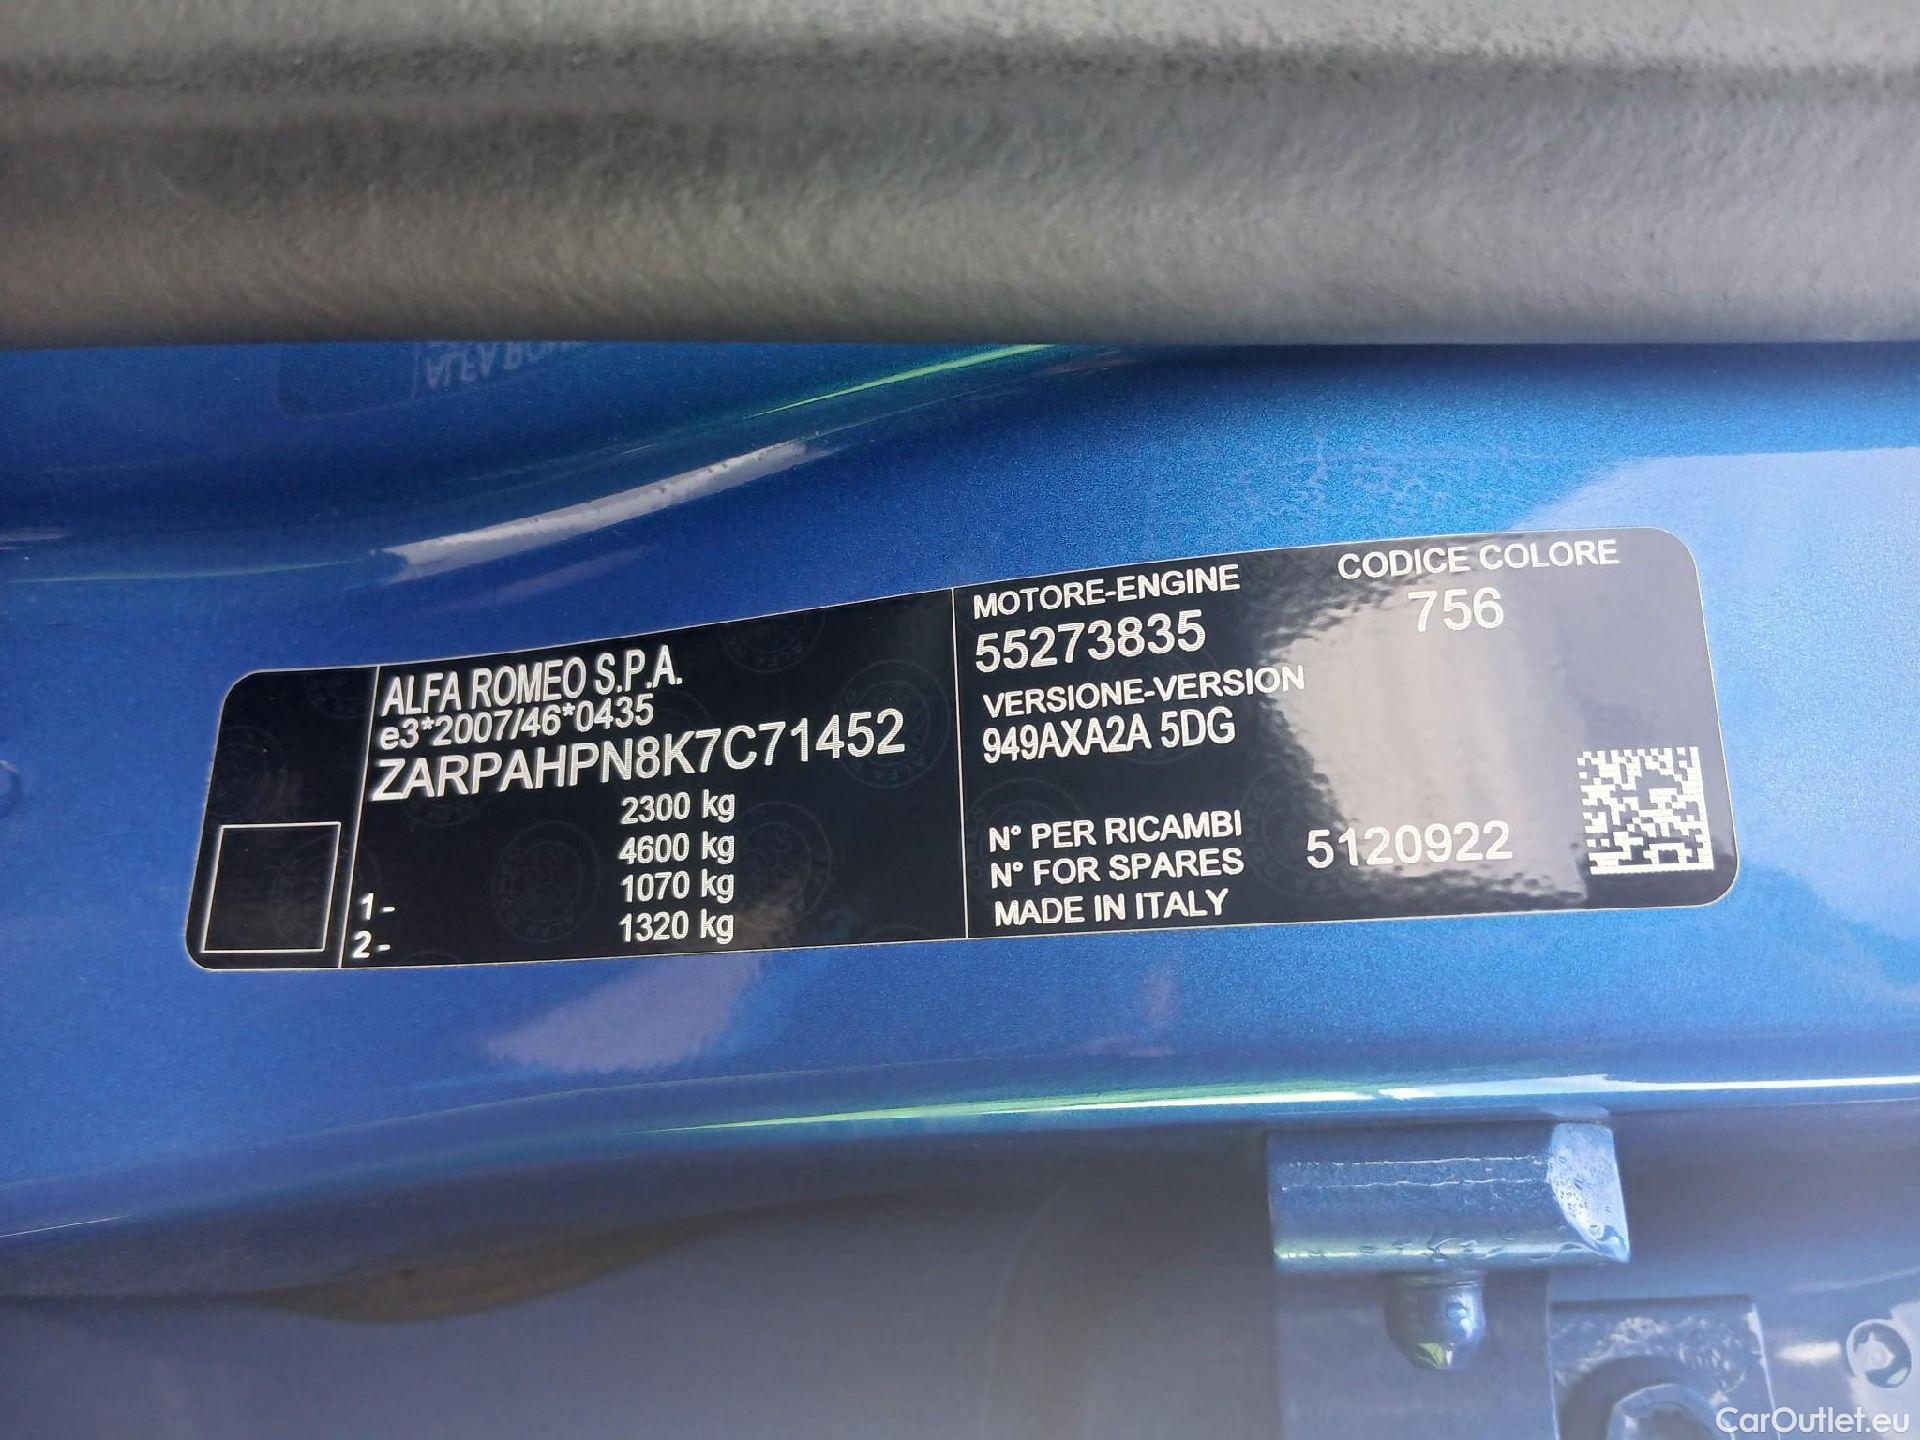 ALFA ROMEO S.P.A.
e3*2007/46*0435
ZARPAHPN8K7C71452
2300 kg
4600 kg
1- 1070 kg
2- 1320 kg
MOTORE-ENGINE
55273835
VERSIONE-VERSION
949AXA2A 5DG
CODICE COLORE
756
N° PER RICAMBI
N° FOR SPARES
5120922
MADE IN ITALY
CarOutlet.eu